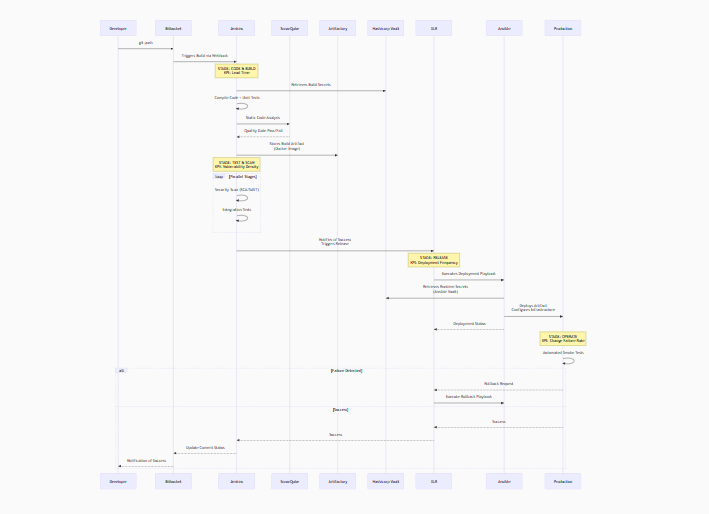 Developer
Bitbucket
Jenkins
SonarQube
Artifactory
Hashicorp Vault
XLR
Ansible
Production
git push
Triggers Build via Webhook
STAGE: CODE & BUILD
KPI: Lead Time
Retrieves Build Secrets
Compile Code + Unit Tests
Static Code Analysis
Quality Gate Pass/Fail
Stores Build Artifact
(Docker Image)
STAGE: TEST & SCAN
KPI: Vulnerability Density
loop
[Parallel Stages]
Security Scan (SCA/SAST)
Integration Tests
Notifies of Success
Triggers Release
STAGE: RELEASE
KPI: Deployment Frequency
Executes Deployment Playbook
Retrieves Runtime Secrets
(Ansible Vault)
Deploys Artifact
Configures Infrastructure
Deployment Status
STAGE: OPERATE
KPI: Change Failure Rate
Automated Smoke Tests
alt
[Failure Detected]
Rollback Request
Execute Rollback Playbook
[Success]
Success
Success
Update Commit Status
Notification of Success
Developer
Bitbucket
Jenkins
SonarQube
Artifactory
Hashicorp Vault
XLR
Ansible
Production